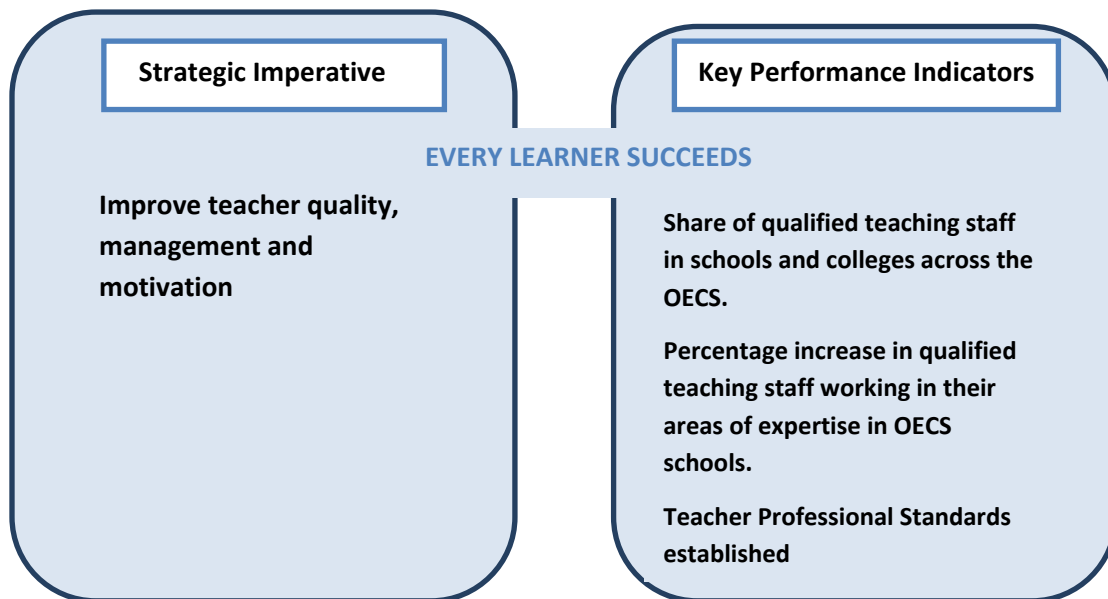 Strategic Imperative
Key Performance Indicators
EVERY LEARNER SUCCEEDS
Improve teacher quality,
management and
motivation
Share of qualified teaching staff
in schools and colleges across the
OECS.
Percentage increase in qualified
teaching staff working in their
areas of expertise in OECS
schools.
Teacher Professional Standards
established